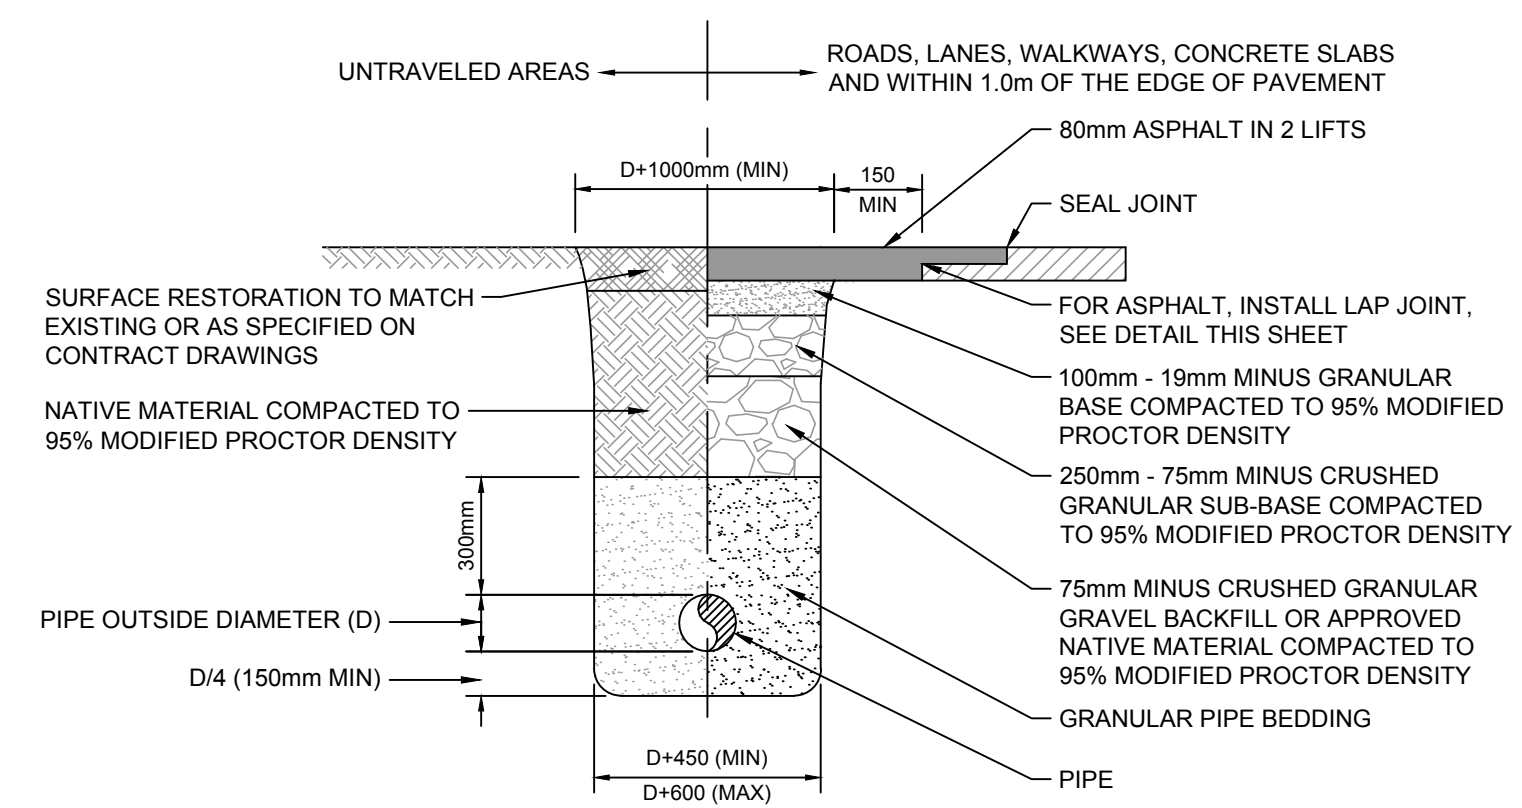 UNTRAVELED AREAS
ROADS, LANES, WALKWAYS, CONCRETE SLABS
AND WITHIN 1.0m OF THE EDGE OF PAVEMENT
80mm ASPHALT IN 2 LIFTS
D+1000mm (MIN)
150
MIN
SEAL JOINT
SURFACE RESTORATION TO MATCH
EXISTING OR AS SPECIFIED ON
CONTRACT DRAWINGS
FOR ASPHALT, INSTALL LAP JOINT,
SEE DETAIL THIS SHEET
100mm - 19mm MINUS GRANULAR
BASE COMPACTED TO 95% MODIFIED
PROCTOR DENSITY
NATIVE MATERIAL COMPACTED TO
95% MODIFIED PROCTOR DENSITY
250mm - 75mm MINUS CRUSHED
GRANULAR SUB-BASE COMPACTED
TO 95% MODIFIED PROCTOR DENSITY
300mm
75mm MINUS CRUSHED GRANULAR
GRAVEL BACKFILL OR APPROVED
NATIVE MATERIAL COMPACTED TO
95% MODIFIED PROCTOR DENSITY
PIPE OUTSIDE DIAMETER (D)
D/4 (150mm MIN)
GRANULAR PIPE BEDDING
D+450 (MIN)
D+600 (MAX)
PIPE